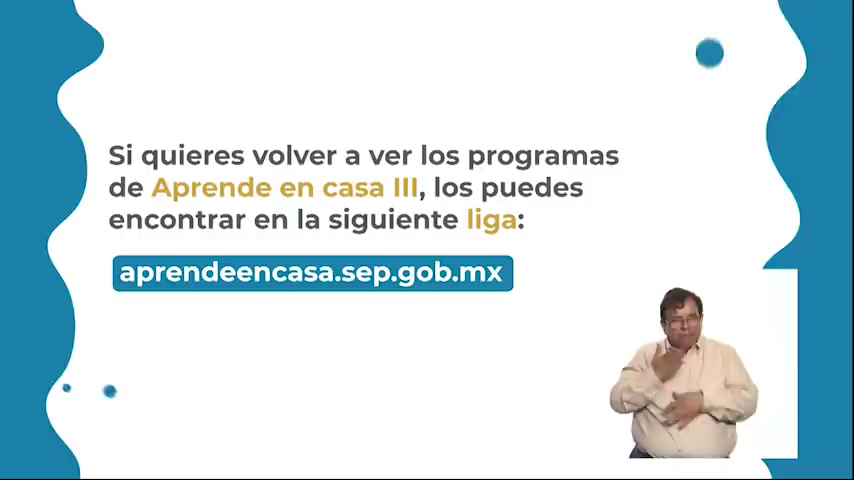 Si quieres volver a ver los programas
de Aprende en casa III, los puedes
encontrar en la siguiente liga:
aprendeencasa.sep.gob.mx